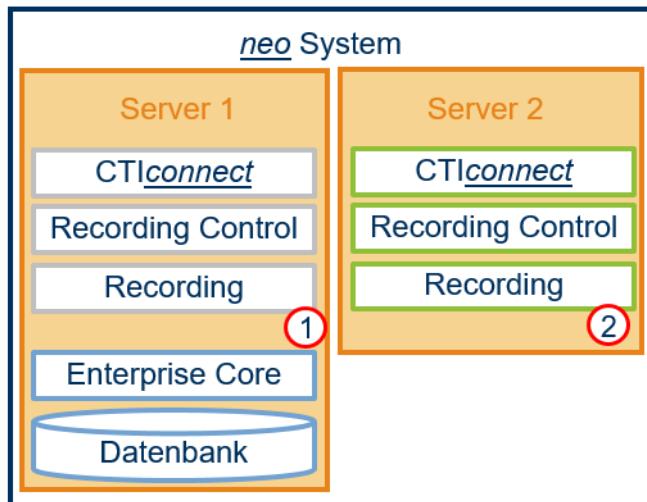 neo System
Server 1
CTIconnect
Recording Control
Recording
1
Enterprise Core
Datenbank
Server 2
CTIconnect
Recording Control
Recording
2